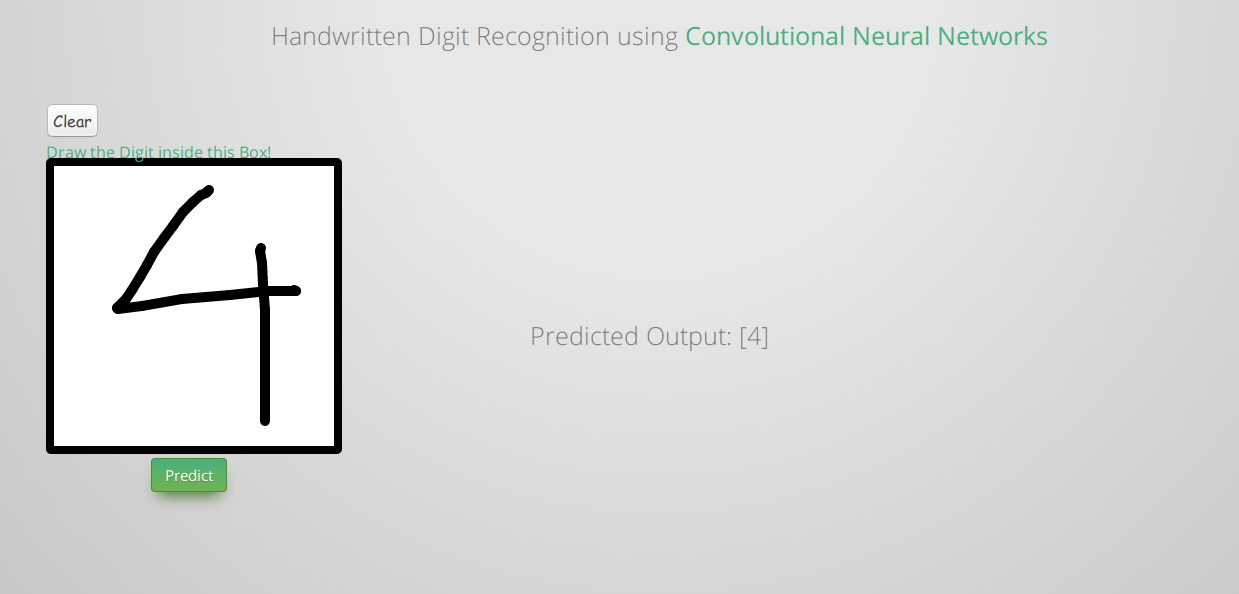 Handwritten Digit Recognition using Convolutional Neural Networks
Clear
Draw the Digit inside this Box!
4
Predicted Output: [4]
Predict